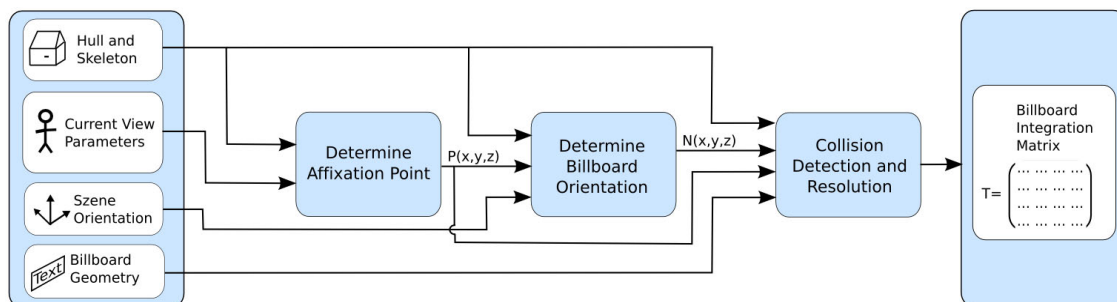 Hull and
Skeleton
Current View
Parameters
Szene
Orientation
Text
Billboard
Geometry
Determine
Affixation Point
P(x,y,z)
Determine
Billboard
Orientation
N(x,y,z)
Collision
Detection and
Resolution
Billboard
Integration
Matrix
T=
... ... ... ...
... ... ... ...
... ... ... ...
... ... ... ...